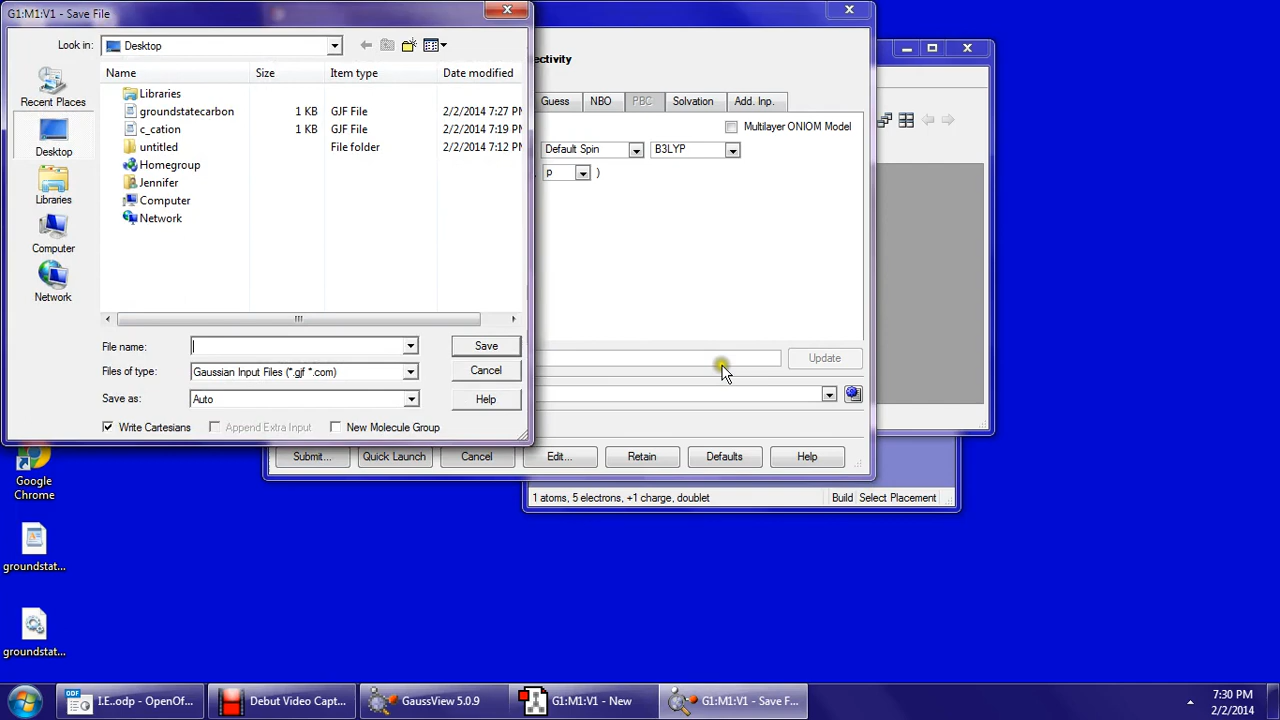 G1:M1:V1 - Save File
Look in: Desktop
Name Size Item type Date modified
Libraries
groundstatecarbon 1 KB GJF File 2/2/2014 7:27 P
c_cation 1 KB GJF File 2/2/2014 7:19 P
untitled File folder 2/2/2014 7:12 P
Homegroup
Jennifer
Computer
Network
Recent Places
Desktop
Libraries
Computer
Network
File name: Save
Files of type: Gaussian Input Files (*.gjf *.com) Cancel
Save as: Auto Help
Write Cartesians Append Extra Input New Molecule Group
ectivity
Guess NBO PBC Solvation Add. Inp.
Multilayer ONIOM Model
Default Spin B3LYP
p )
Update
Submit... Quick Launch Cancel Edit... Retain Defaults Help
1 atoms, 5 electrons, +1 charge, doublet Build Select Placement
Google
Chrome
groundstat...
groundstat...
ODF
I.E..odp - OpenOf... Debut Video Capt... GaussView 5.0.9 G1:M1:V1 - New G1:M1:V1 - Save F...
7:30 PM
2/2/2014